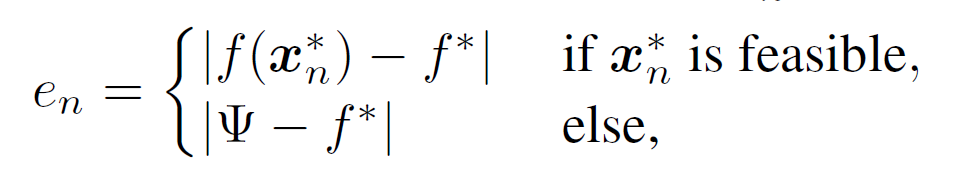 e_n = { |f(x*_n) − f*| if x*_n is feasible,
|Ψ − f*| else,